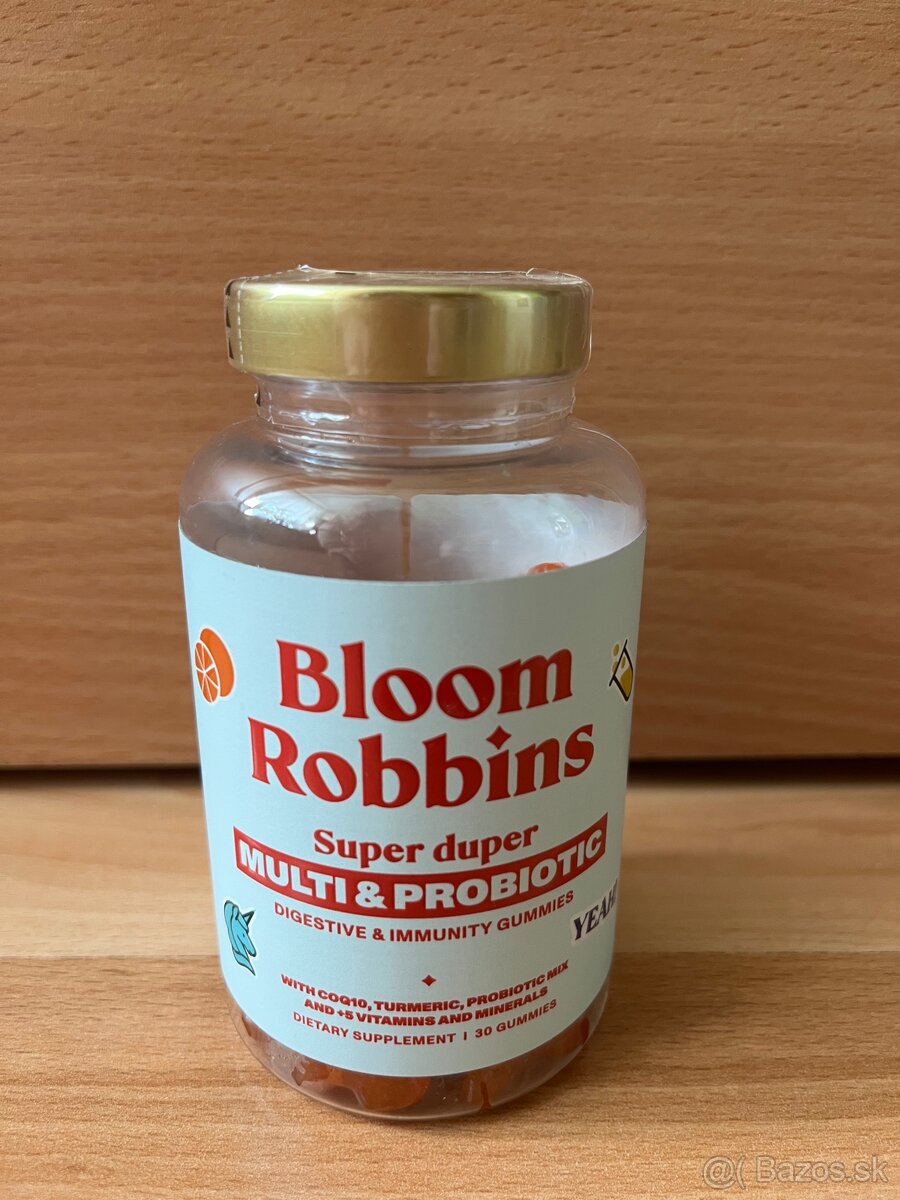 Bloom
Robbins
Super duper
MULTI & PROBIOTIC
DIGESTIVE & IMMUNITY GUMMIES
YEAH!
WITH COQ10, TURMERIC, PROBIOTIC MIX
AND +5 VITAMINS AND MINERALS
DIETARY SUPPLEMENT | 30 GUMMIES
@( Bazos.sk